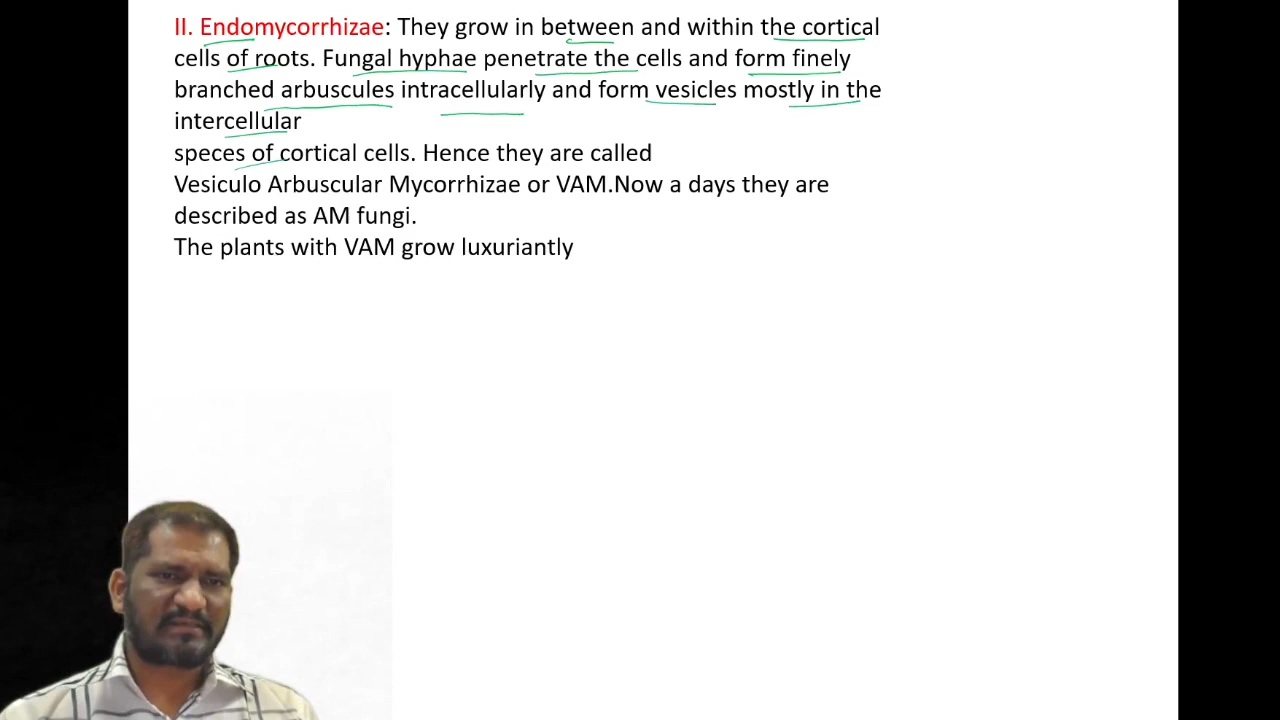 II. Endomycorrhizae: They grow in between and within the cortical
cells of roots. Fungal hyphae penetrate the cells and form finely
branched arbuscules intracellularly and form vesicles mostly in the
intercellular
speces of cortical cells. Hence they are called
Vesiculo Arbuscular Mycorrhizae or VAM.Now a days they are
described as AM fungi.
The plants with VAM grow luxuriantly